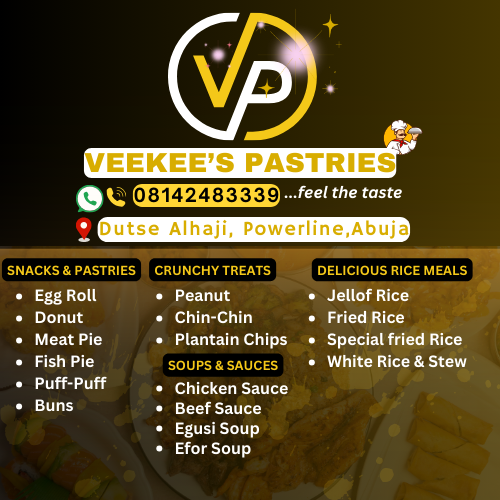 VP
VEEKEE'S PASTRIES
08142483339 ...feel the taste
Dutse Alhaji, Powerline,Abuja
SNACKS & PASTRIES
Egg Roll
Donut
Meat Pie
Fish Pie
Puff-Puff
Buns
CRUNCHY TREATS
Peanut
Chin-Chin
Plantain Chips
SOUPS & SAUCES
Chicken Sauce
Beef Sauce
Egusi Soup
Efor Soup
DELICIOUS RICE MEALS
Jellof Rice
Fried Rice
Special fried Rice
White Rice & Stew